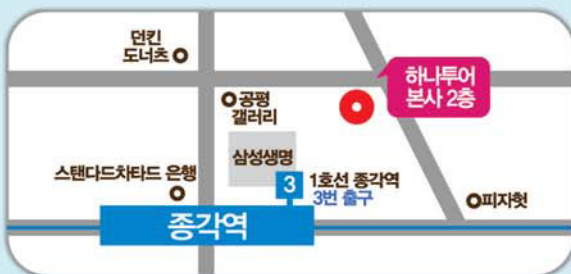 던킨
도너츠
하나투어
본사 2층
공평
갤러리
삼성생명
스탠다드차타드 은행
3
1호선 종각역
3번 출구
피자헛
종각역